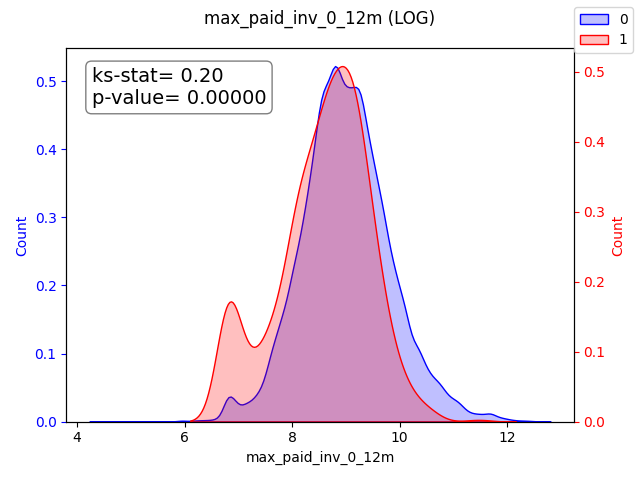 max_paid_inv_0_12m (LOG)
0
1
ks-stat= 0.20
p-value= 0.00000
0.5
0.4
0.3
0.2
0.1
0.0
Count
0.5
0.4
0.3
0.2
0.1
0.0
Count
4 6 8 10 12
max_paid_inv_0_12m